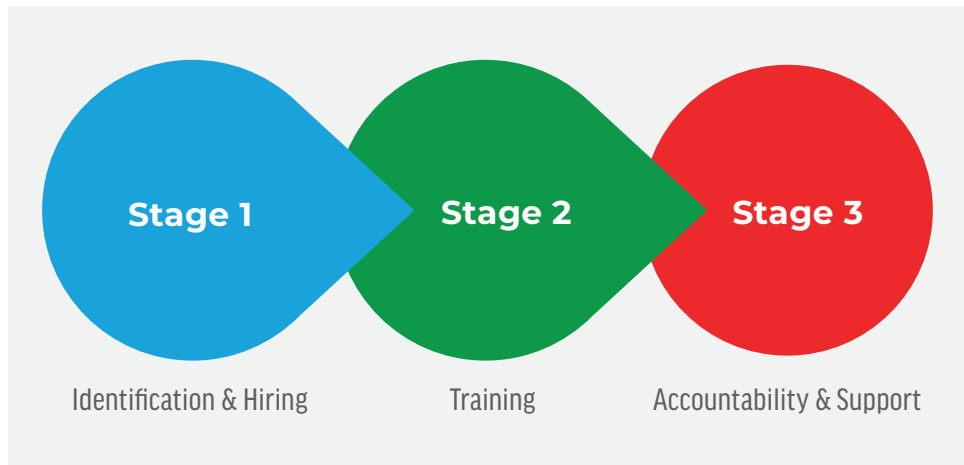 Stage 1
Stage 2
Stage 3
Identification & Hiring
Training
Accountability & Support